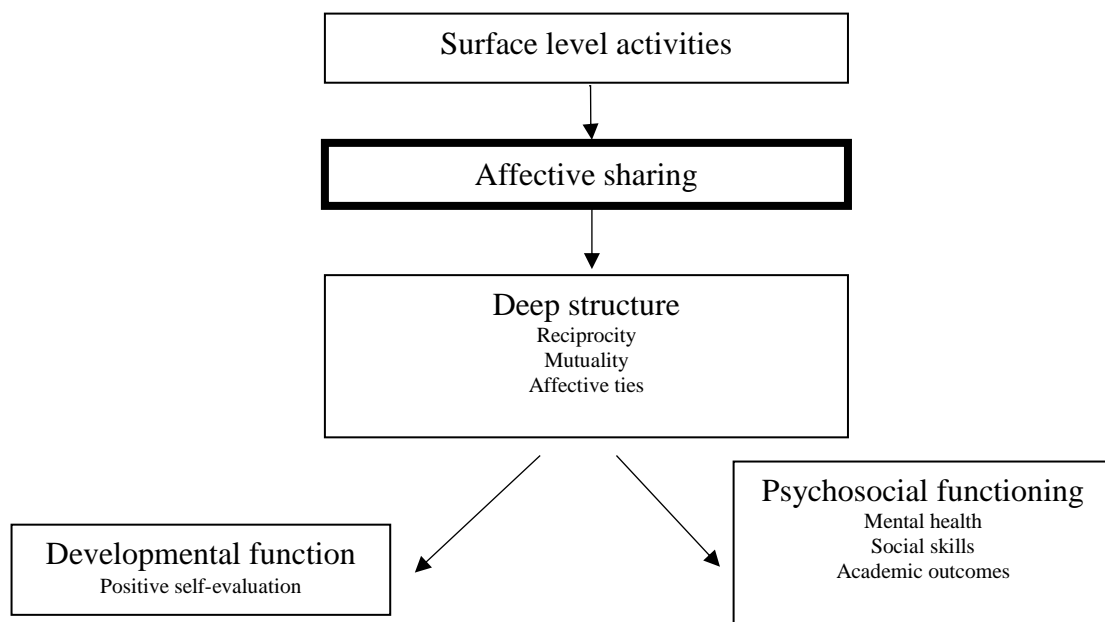 Surface level activities
Affective sharing
Deep structure
Reciprocity
Mutuality
Affective ties
Developmental function
Positive self-evaluation
Psychosocial functioning
Mental health
Social skills
Academic outcomes